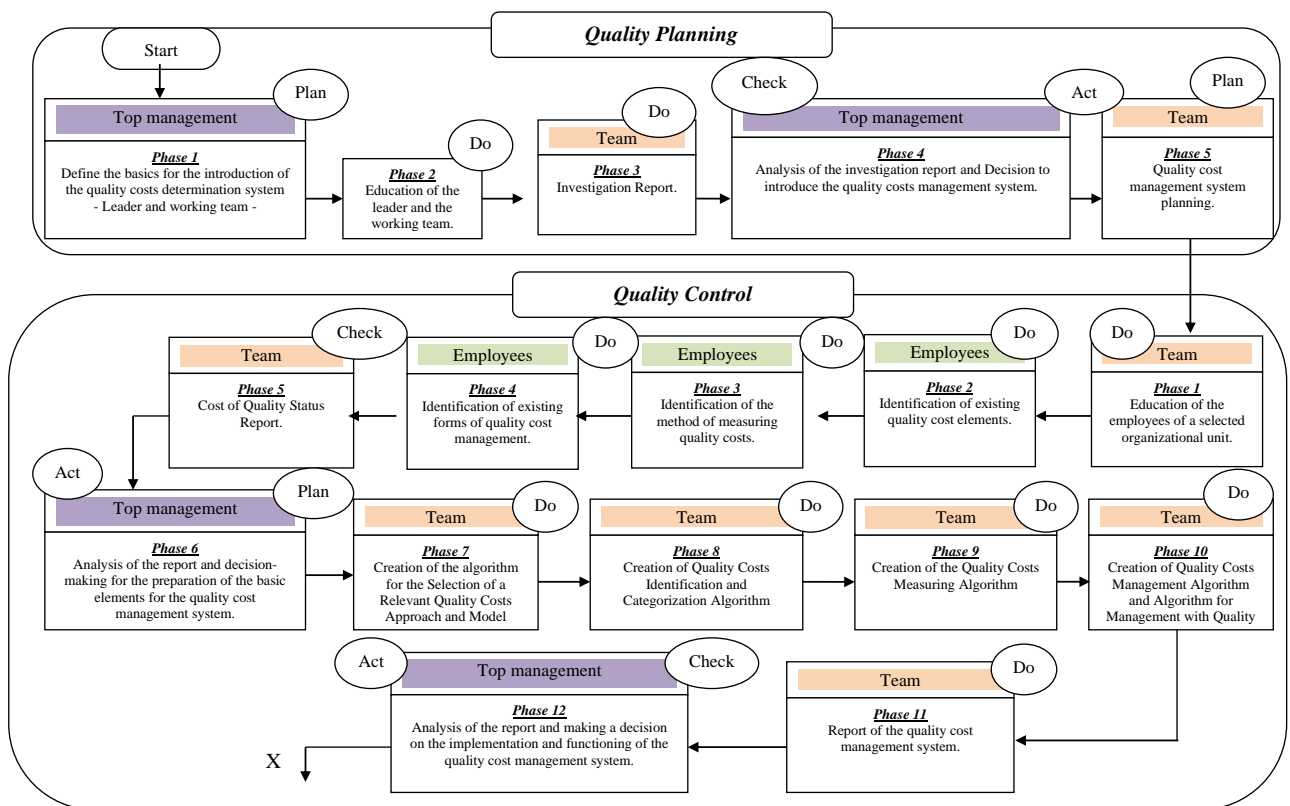 Quality Planning
Start
Plan
Top management
Phase 1
Define the basics for the introduction of
the quality costs determination system
- Leader and working team -
Do
Phase 2
Education of the
leader and the
working team.
Do
Team
Phase 3
Investigation Report.
Check
Act
Top management
Phase 4
Analysis of the investigation report and Decision to
introduce the quality costs management system.
Plan
Team
Phase 5
Quality cost
management system
planning.
Quality Control
Do
Team
Phase 1
Education of the
employees of a selected
organizational unit.
Do
Employees
Phase 2
Identification of existing
quality cost elements.
Do
Employees
Phase 3
Identification of the
method of measuring
quality costs.
Do
Employees
Phase 4
Identification of existing
forms of quality cost
management.
Check
Team
Phase 5
Cost of Quality Status
Report.
Act
Plan
Top management
Phase 6
Analysis of the report and decision-
making for the preparation of the basic
elements for the quality cost
management system.
Do
Team
Phase 7
Creation of the algorithm
for the Selection of a
Relevant Quality Costs
Approach and Model
Do
Team
Phase 8
Creation of Quality Costs
Identification and
Categorization Algorithm
Do
Team
Phase 9
Creation of the Quality Costs
Measuring Algorithm
Do
Team
Phase 10
Creation of Quality Costs
Management Algorithm
and Algorithm for
Management with Quality
Do
Team
Phase 11
Report of the quality cost
management system.
Act
Check
Top management
Phase 12
Analysis of the report and making a decision
on the implementation and functioning of the
quality cost management system.
X